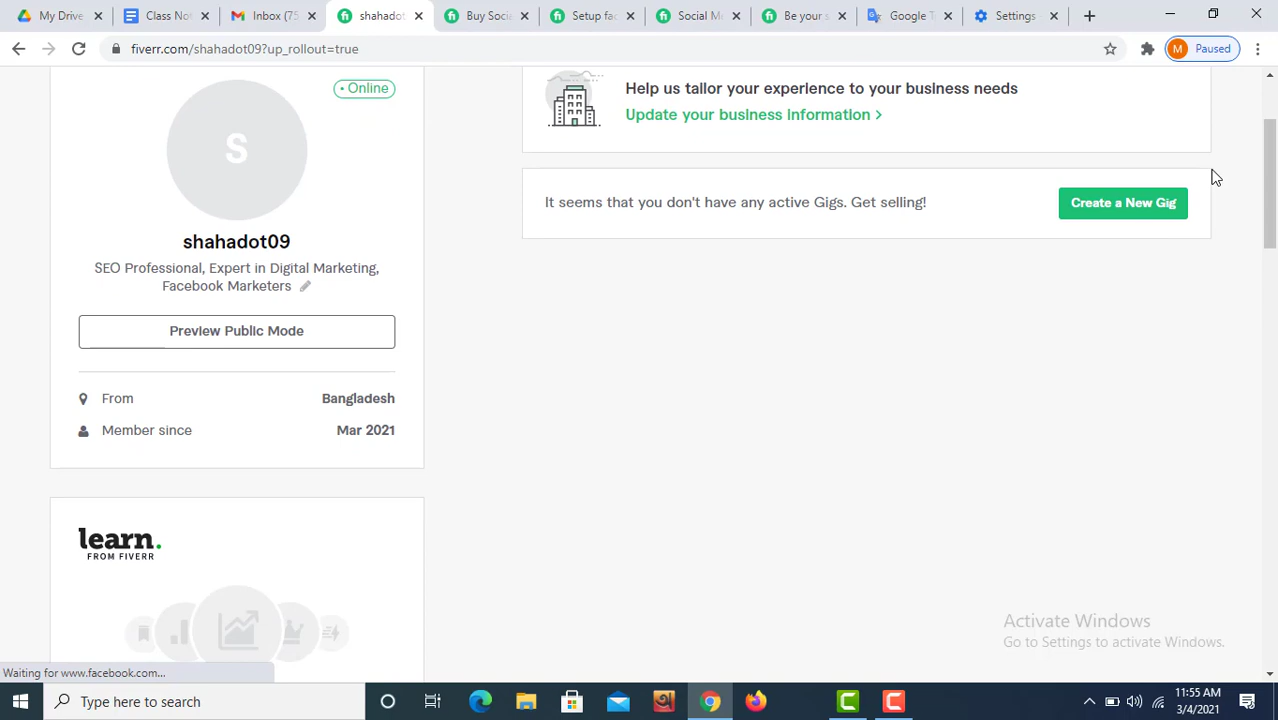 My Drive
Class Not
Inbox (75
shahadot
Buy Socia
Setup fac
Social Me
Be your s
Google T
Settings
fiverr.com/shahadot09?up_rollout=true
M
Paused
• Online
S
shahadot09
SEO Professional, Expert in Digital Marketing,
Facebook Marketers
Preview Public Mode
From
Bangladesh
Member since
Mar 2021
learn.
FROM FIVERR
Help us tailor your experience to your business needs
Update your business information >
It seems that you don't have any active Gigs. Get selling!
Create a New Gig
Activate Windows
Go to Settings to activate Windows.
Waiting for www.facebook.com...
Type here to search
11:55 AM
3/4/2021